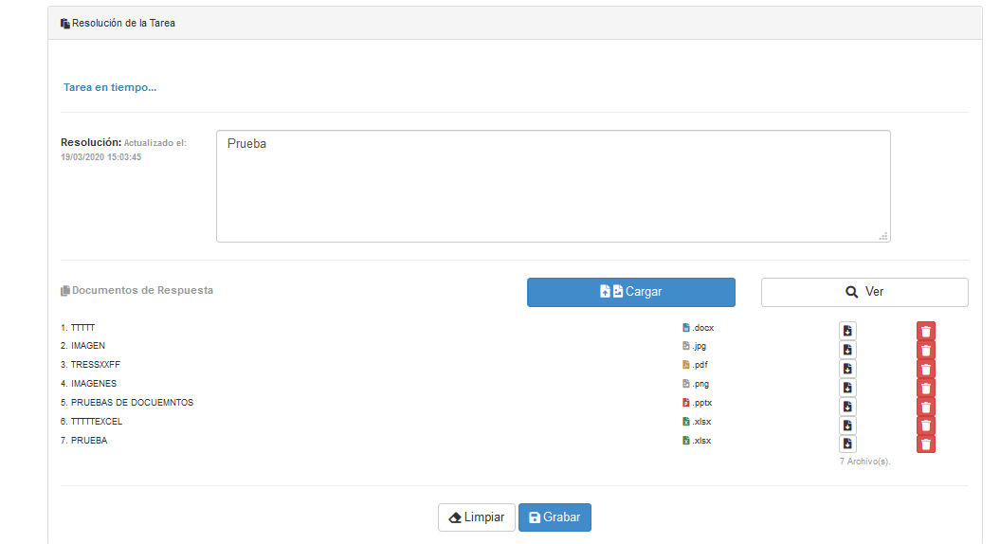 Resolución de la Tarea
Tarea en tiempo...
Resolución: Actualizado el:
19/03/2020 15:03:45
Prueba
Documentos de Respuesta
Cargar
Ver
1. TTTTT .docx
2. IMAGEN .jpg
3. TRESSXXFF .pdf
4. IMAGENES .png
5. PRUEBAS DE DOCUEMNTOS .pptx
6. TTTTTEXCEL .xlsx
7. PRUEBA .xlsx
7 Archivo(s).
Limpiar
Grabar